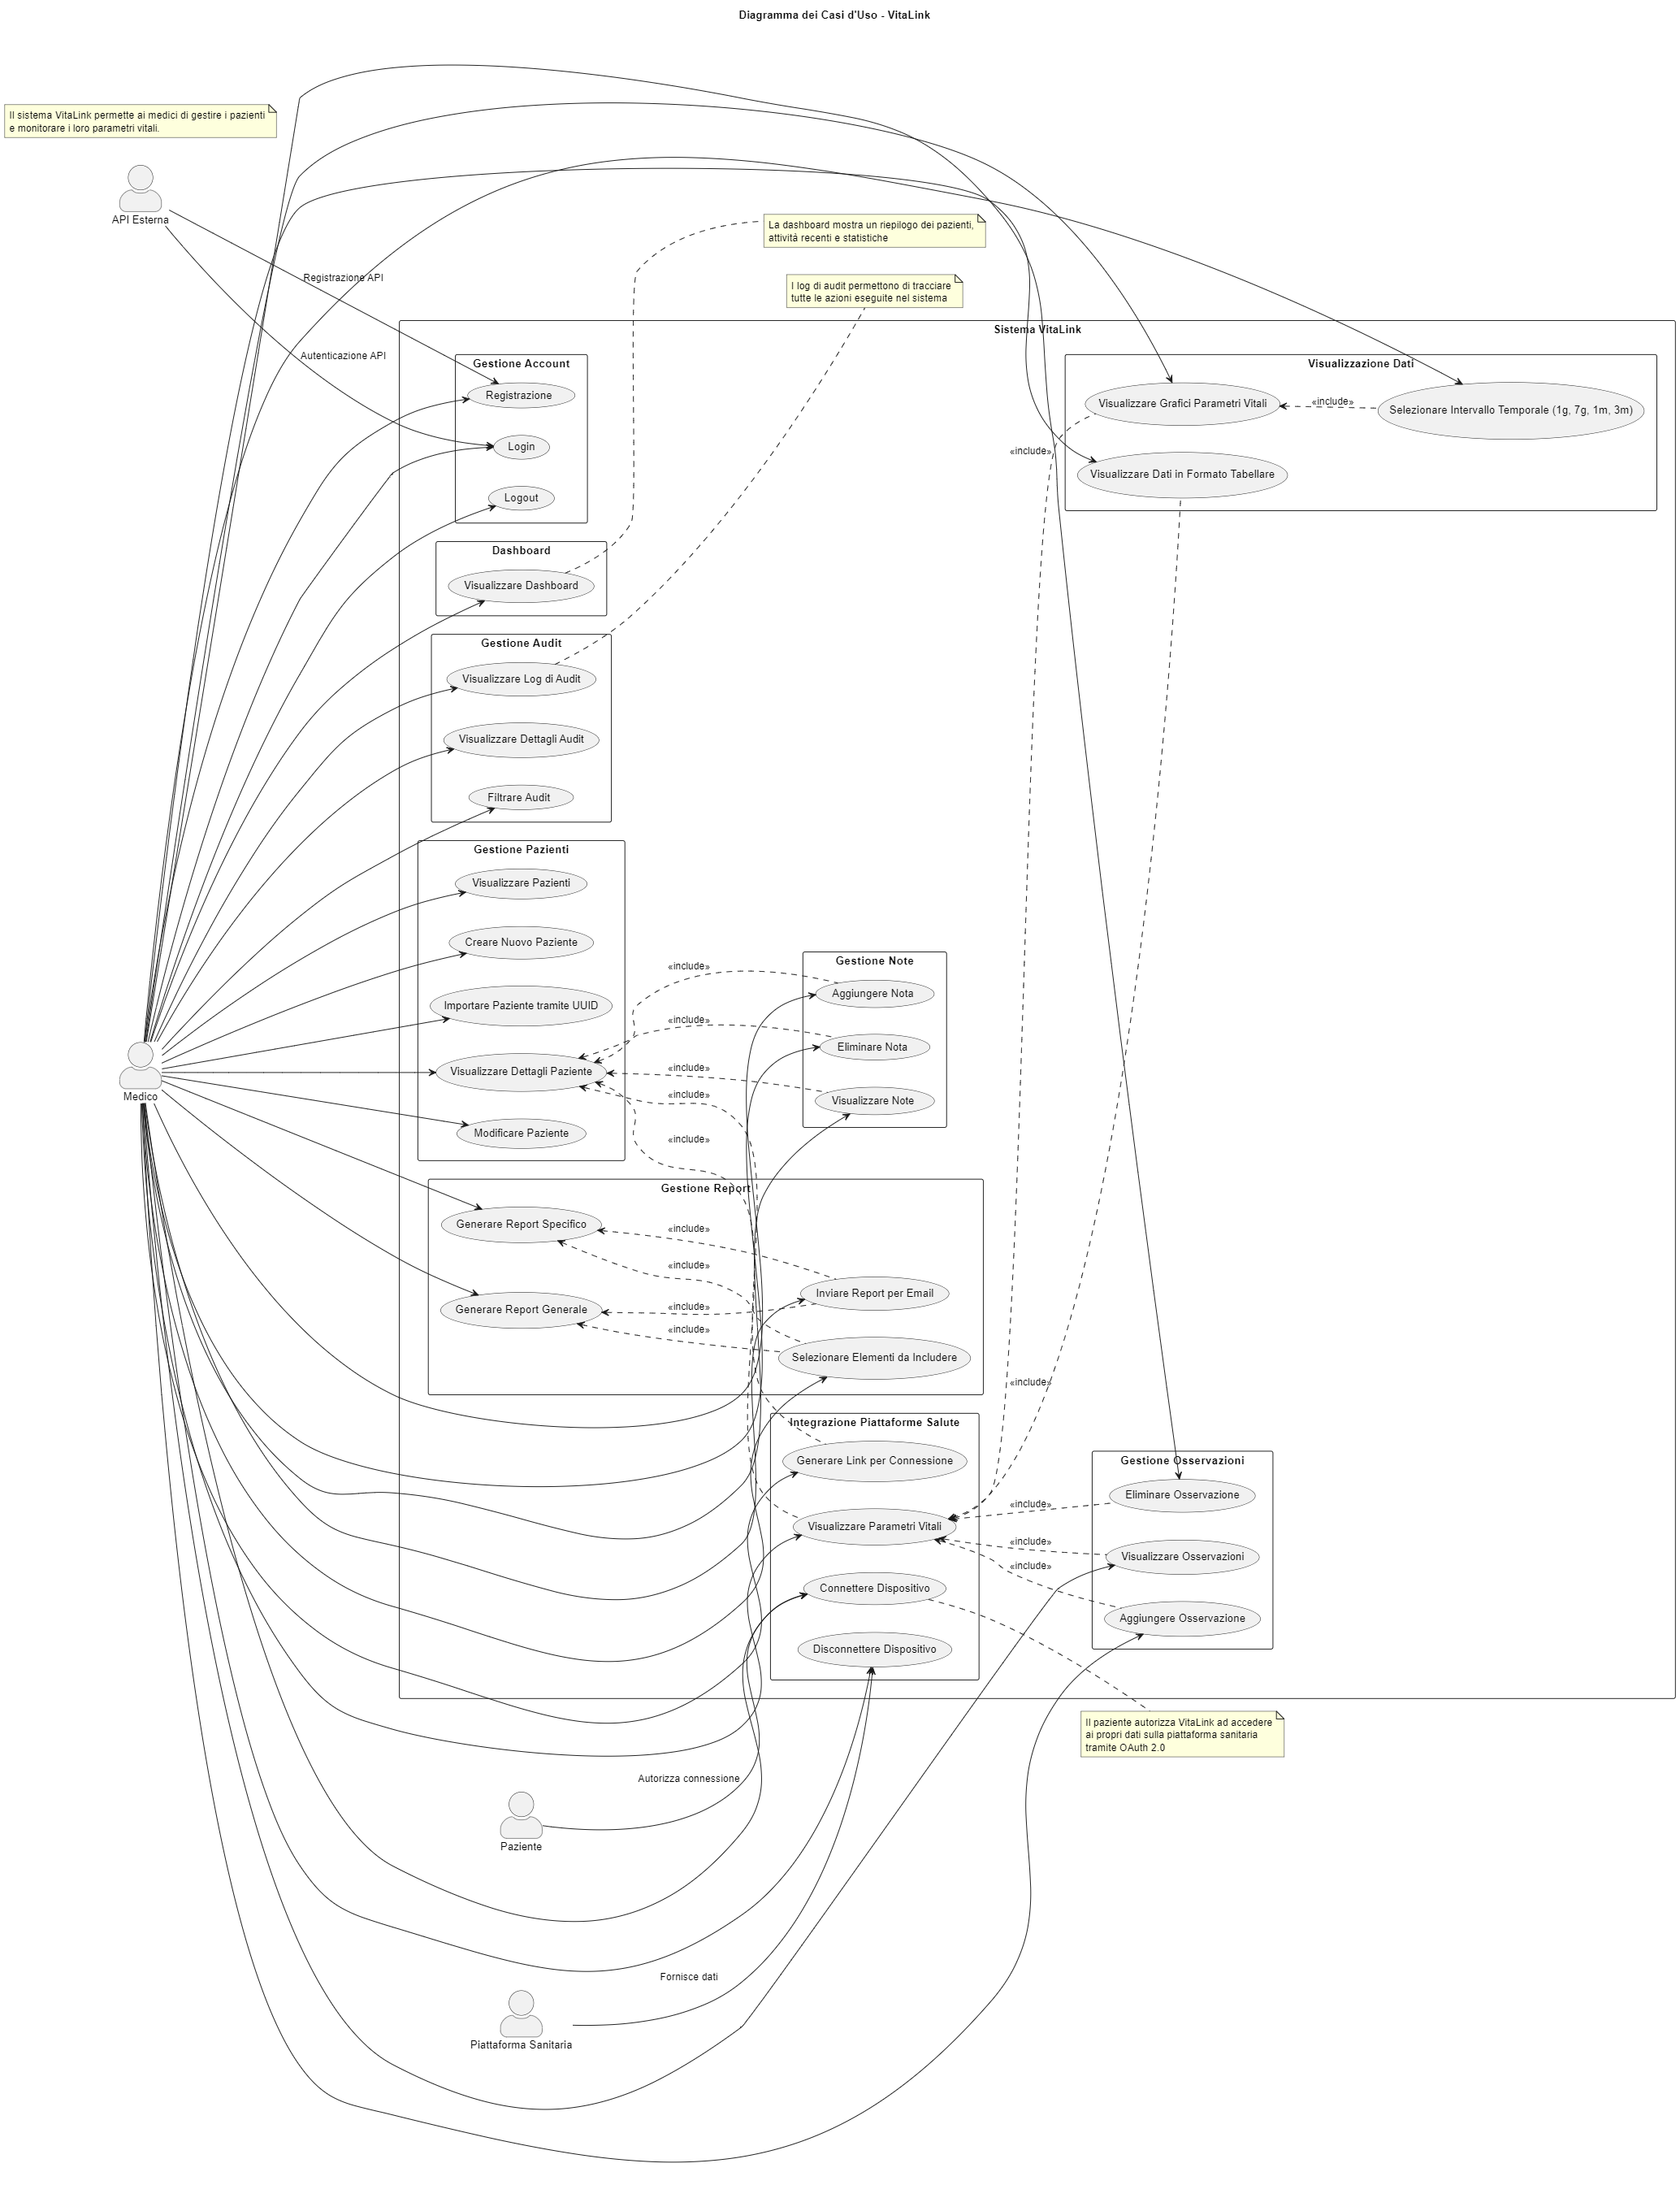 Diagramma dei Casi d'Uso - VitaLink
Il sistema VitaLink permette ai medici di gestire i pazienti
e monitorare i loro parametri vitali.
API Esterna
La dashboard mostra un riepilogo dei pazienti,
attività recenti e statistiche
Registrazione API
I log di audit permettono di tracciare
tutte le azioni eseguite nel sistema
Sistema VitaLink
Autenticazione API
Gestione Account
Registrazione
Login
Logout
Visualizzazione Dati
Visualizzare Grafici Parametri Vitali
«include»
Selezionare Intervallo Temporale (1g, 7g, 1m, 3m)
«include»
Visualizzare Dati in Formato Tabellare
Dashboard
Visualizzare Dashboard
Gestione Audit
Visualizzare Log di Audit
Visualizzare Dettagli Audit
Filtrare Audit
Gestione Pazienti
Visualizzare Pazienti
Creare Nuovo Paziente
Importare Paziente tramite UUID
Visualizzare Dettagli Paziente
Modificare Paziente
Medico
«include»
«include»
«include»
«include»
«include»
Gestione Note
Aggiungere Nota
Eliminare Nota
Visualizzare Note
Gestione Report
Generare Report Specifico
Generare Report Generale
«include»
«include»
«include»
«include»
Inviare Report per Email
Selezionare Elementi da Includere
«include»
Integrazione Piattaforme Salute
Generare Link per Connessione
Visualizzare Parametri Vitali
Connettere Dispositivo
Disconnettere Dispositivo
Gestione Osservazioni
«include»
Eliminare Osservazione
«include»
Visualizzare Osservazioni
«include»
Aggiungere Osservazione
Il paziente autorizza VitaLink ad accedere
ai propri dati sulla piattaforma sanitaria
tramite OAuth 2.0
Autorizza connessione
Paziente
Fornisce dati
Piattaforma Sanitaria